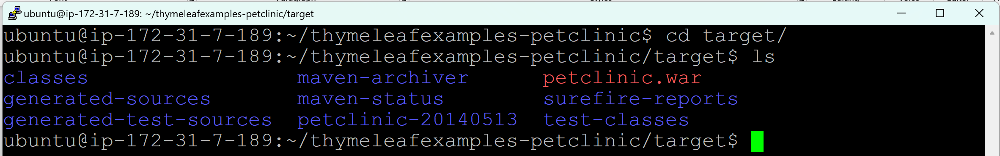 ubuntu@ip-172-31-7-189: ~/thymeleafexamples-petclinic/target
ubuntu@ip-172-31-7-189:~/thymeleafexamples-petclinic$ cd target/
ubuntu@ip-172-31-7-189:~/thymeleafexamples-petclinic/target$ ls
classes maven-archiver petclinic.war
generated-sources maven-status surefire-reports
generated-test-sources petclinic-20140513 test-classes
ubuntu@ip-172-31-7-189:~/thymeleafexamples-petclinic/target$